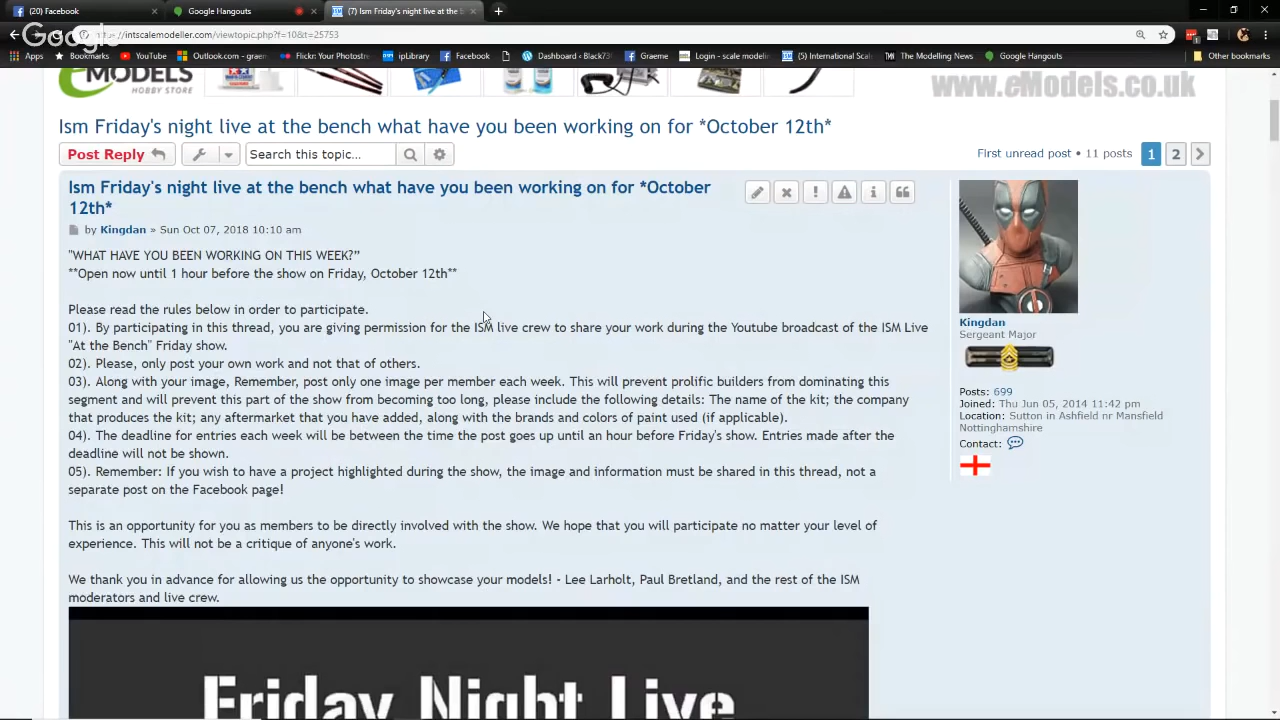 (20) Facebook
Google Hangouts
(7) Ism Friday's night live at the b
https://intscalemodeller.com/viewtopic.php?f=10&t=25753
Google
Apps
Bookmarks
YouTube
Outlook.com - graem
Flickr: Your Photostre
ipLibrary
Facebook
Dashboard ‹ Black73
Graeme
Login - scale model
(5) International Scal
The Modelling News
Google Hangouts
Other bookmarks
eMODELS
HOBBY STORE
www.eModels.co.uk
Ism Friday's night live at the bench what have you been working on for *October 12th*
Post Reply
Search this topic…
First unread post • 11 posts 1 2
Ism Friday's night live at the bench what have you been working on for *October
12th*
by Kingdan » Sun Oct 07, 2018 10:10 am
"WHAT HAVE YOU BEEN WORKING ON THIS WEEK?”
**Open now until 1 hour before the show on Friday, October 12th**
Please read the rules below in order to participate.
01). By participating in this thread, you are giving permission for the ISM live crew to share your work during the Youtube broadcast of the ISM Live
"At the Bench" Friday show.
02). Please, only post your own work and not that of others.
03). Along with your image, Remember, post only one image per member each week. This will prevent prolific builders from dominating this
segment and will prevent this part of the show from becoming too long, please include the following details: The name of the kit; the company
that produces the kit; any aftermarket that you have added, along with the brands and colors of paint used (if applicable).
04). The deadline for entries each week will be between the time the post goes up until an hour before Friday's show. Entries made after the
deadline will not be shown.
05). Remember: If you wish to have a project highlighted during the show, the image and information must be shared in this thread, not a
separate post on the Facebook page!
This is an opportunity for you as members to be directly involved with the show. We hope that you will participate no matter your level of
experience. This will not be a critique of anyone's work.
We thank you in advance for allowing us the opportunity to showcase your models! - Lee Larholt, Paul Bretland, and the rest of the ISM
moderators and live crew.
Friday Night Live
Kingdan
Sergeant Major
Posts: 699
Joined: Thu Jun 05, 2014 11:42 pm
Location: Sutton in Ashfield nr Mansfield
Nottinghamshire
Contact: